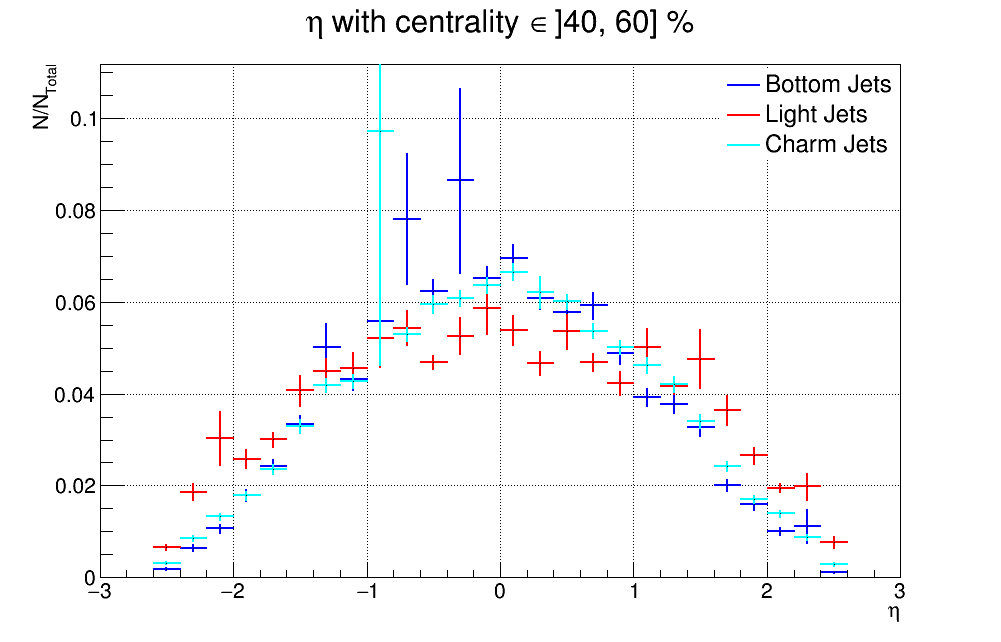 η with centrality ∈ ]40, 60] %
N/N_Total
Bottom Jets
Light Jets
Charm Jets
0.1
0.08
0.06
0.04
0.02
0
−3 −2 −1 0 1 2 3
η